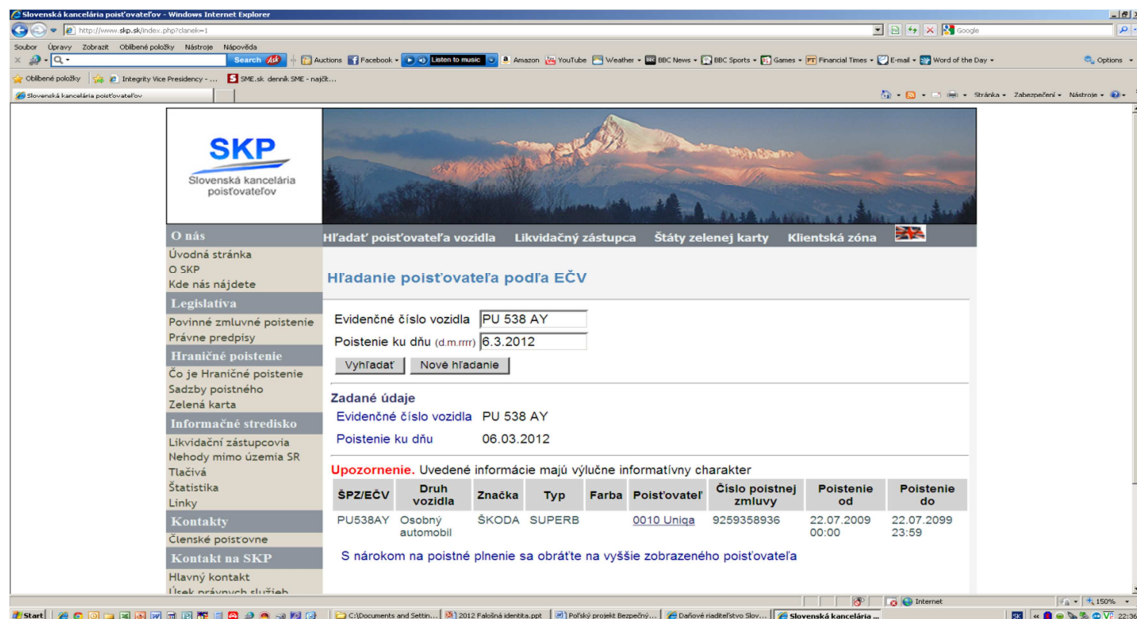 Slovenská kancelária poisťovateľov - Windows Internet Explorer
http://www.skp.sk/index.php?clanek=1
Google
Soubor Úpravy Zobrazit Oblíbené položky Nástroje Nápověda
Search Auctions Facebook Listen to music Amazon YouTube Weather BBC News BBC Sports Games Financial Times E-mail Word of the Day Options
Oblíbené položky Integrity Vice Presidency - ... SME.sk dennik SME - najčít...
Slovenská kancelária poisťovateľov
Stránka Zabezpečení Nástroje
SKP
Slovenská kancelária
poisťovateľov
O nás
Hľadať poisťovateľa vozidla Likvidačný zástupca Štáty zelenej karty Klientská zóna
Úvodná stránka
O SKP
Kde nás nájdete
Legislatíva
Povinné zmluvné poistenie
Právne predpisy
Hraničné poistenie
Čo je Hraničné poistenie
Sadzby poistného
Zelená karta
Informačné stredisko
Likvidační zástupcovia
Nehody mimo územia SR
Tlačivá
Štatistika
Linky
Kontakty
Členské poisťovne
Kontakt na SKP
Hlavný kontakt
Úsek právnych služieb
Hľadanie poisťovateľa podľa EČV
Evidenčné číslo vozidla PU 538 AY
Poistenie ku dňu (d.m.rrrr) 6.3.2012
Vyhľadať Nové hľadanie
Zadané údaje
Evidenčné číslo vozidla PU 538 AY
Poistenie ku dňu 06.03.2012
Upozornenie. Uvedené informácie majú výlučne informatívny charakter
ŠPZ/EČV Druh vozidla Značka Typ Farba Poisťovateľ Číslo poistnej zmluvy Poistenie od Poistenie do
PU538AY Osobný automobil ŠKODA SUPERB 0010 Uniqa 9259358936 22.07.2009 00:00 22.07.2099 23:59
S nárokom na poistné plnenie sa obráťte na vyššie zobrazeného poisťovateľa
Internet 150%
Start C:\Documents and Settin... 2012 Falošná identita.ppt Poľský projekt Bezpečný... Daňové riaditeľstvo Slov... Slovenská kancelária ... 22:36